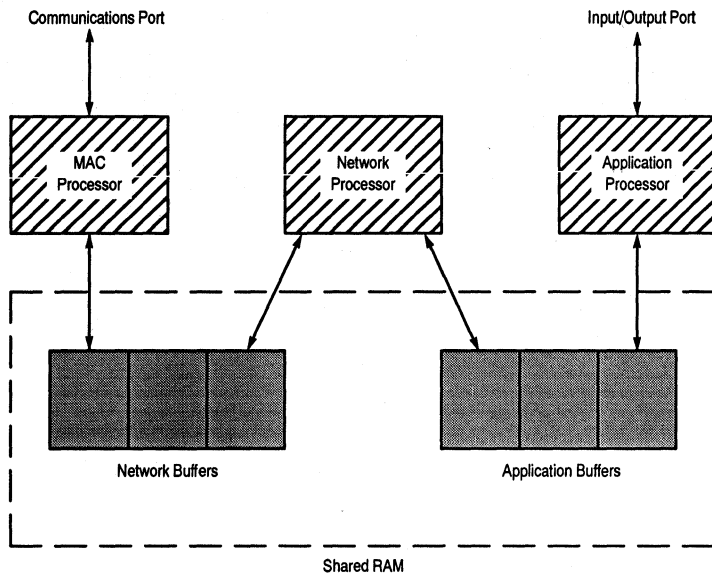 Communications Port
Input/Output Port
MAC
Processor
Network
Processor
Application
Processor
Network Buffers
Application Buffers
Shared RAM